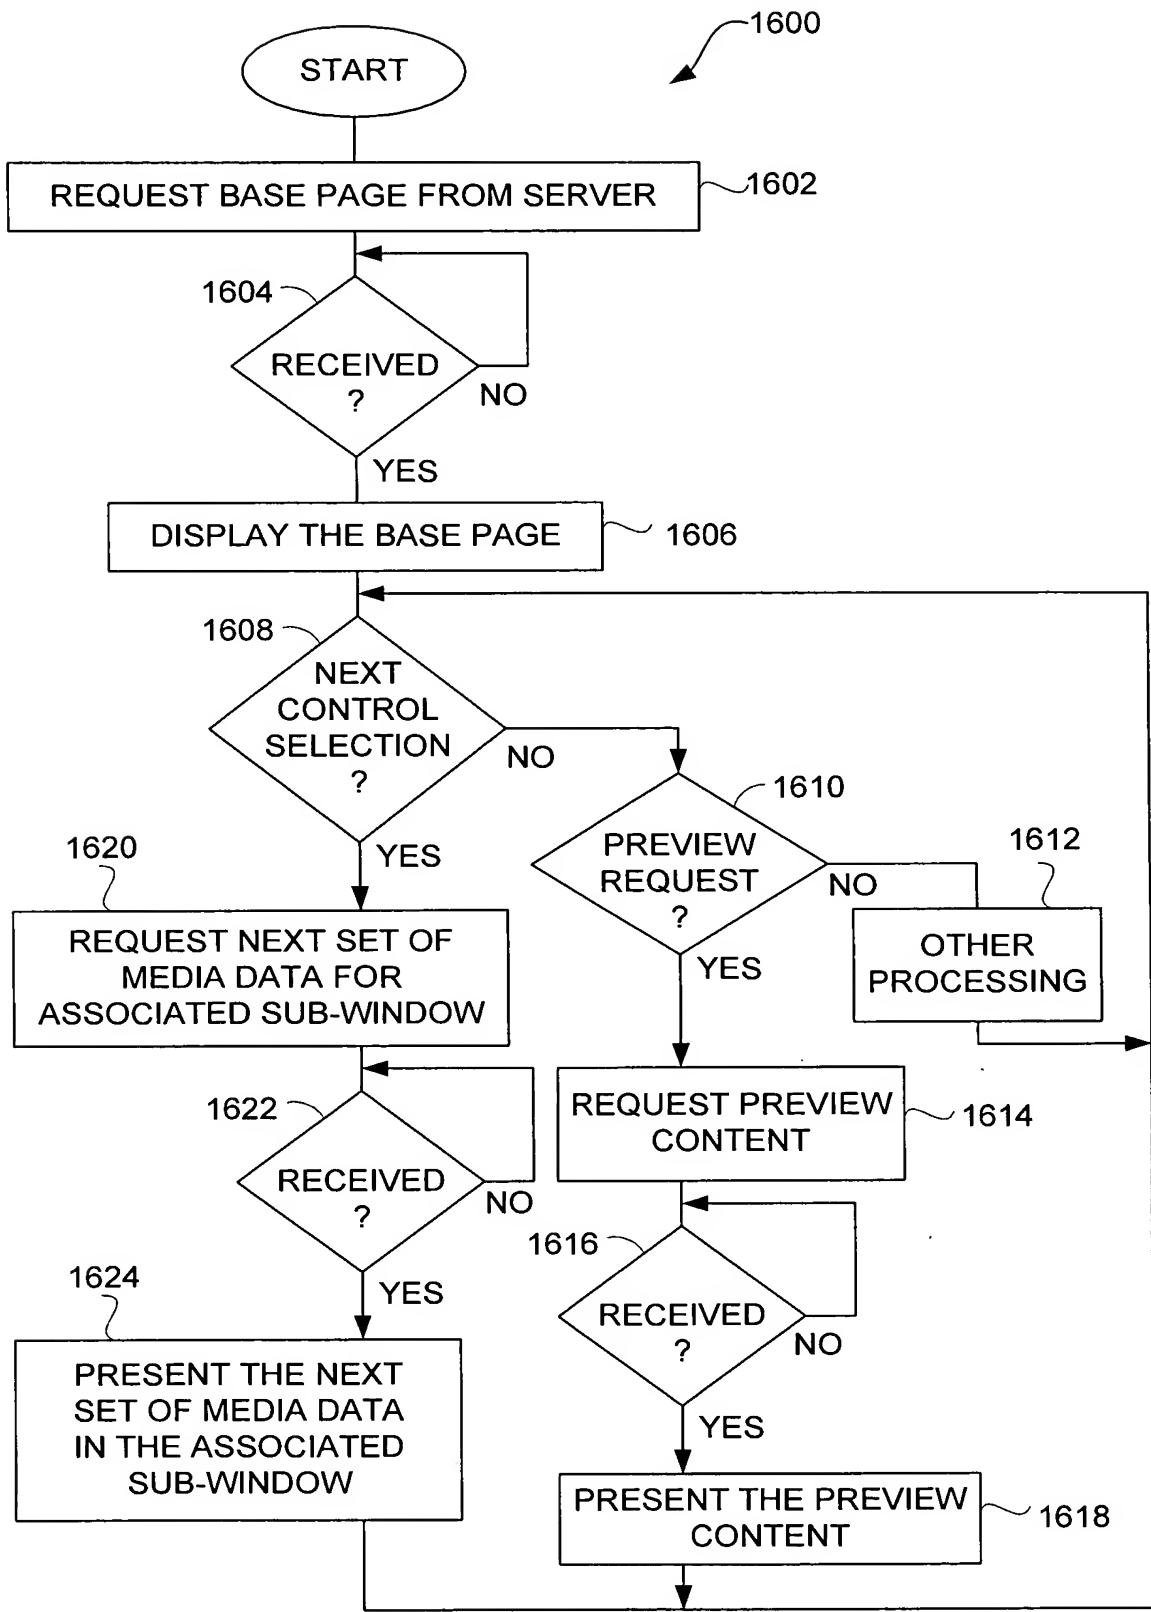 1600
START
REQUEST BASE PAGE FROM SERVER
1602
1604
RECEIVED
?
NO
YES
DISPLAY THE BASE PAGE
1606
1608
NEXT
CONTROL
SELECTION
?
NO
YES
1610
PREVIEW
REQUEST
?
NO
YES
1612
OTHER
PROCESSING
1620
REQUEST NEXT SET OF
MEDIA DATA FOR
ASSOCIATED SUB-WINDOW
1614
REQUEST PREVIEW
CONTENT
1622
RECEIVED
?
NO
YES
1616
RECEIVED
?
NO
YES
1624
PRESENT THE NEXT
SET OF MEDIA DATA
IN THE ASSOCIATED
SUB-WINDOW
PRESENT THE PREVIEW
CONTENT
1618